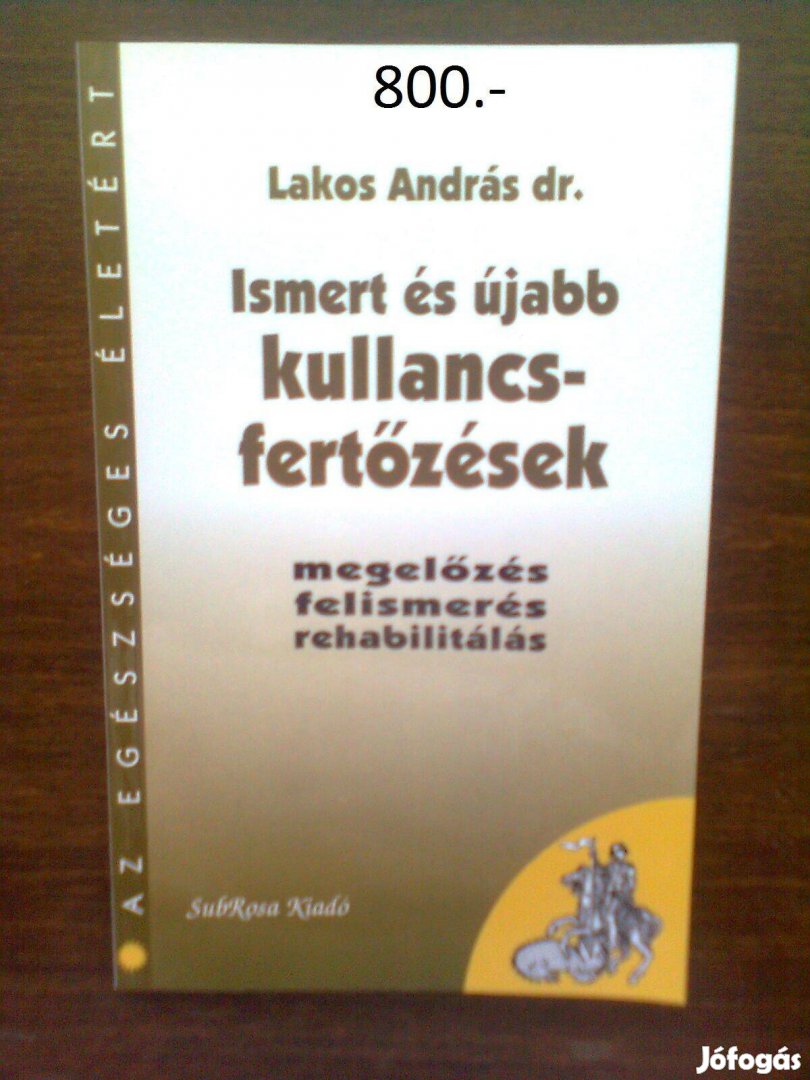 800.-
Lakos András dr.
Ismert és újabb
kullancs-
fertőzések
megelőzés
felismerés
rehabilitálás
SubRosa Kiadó
AZ EGÉSZSÉGES ÉLETÉRT
Jófogás